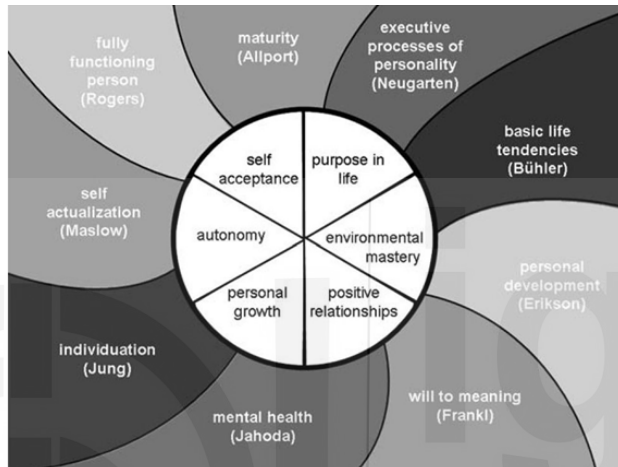 fully
functioning
person
(Rogers)
maturity
(Allport)
executive
processes of
personality
(Neugarten)
basic life
tendencies
(Bühler)
self
acceptance
purpose in
life
self
actualization
(Maslow)
autonomy
environmental
mastery
personal
development
(Erikson)
personal
growth
positive
relationships
individuation
(Jung)
will to meaning
(Frankl)
mental health
(Jahoda)